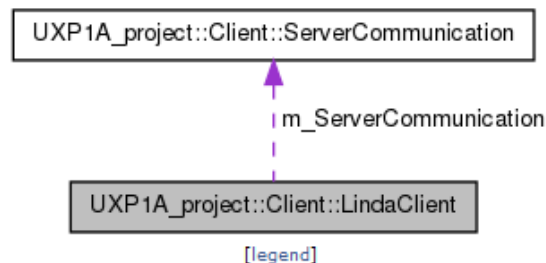 UXP1A_project::Client::ServerCommunication
m_ServerCommunication
UXP1A_project::Client::LindaClient
[legend]